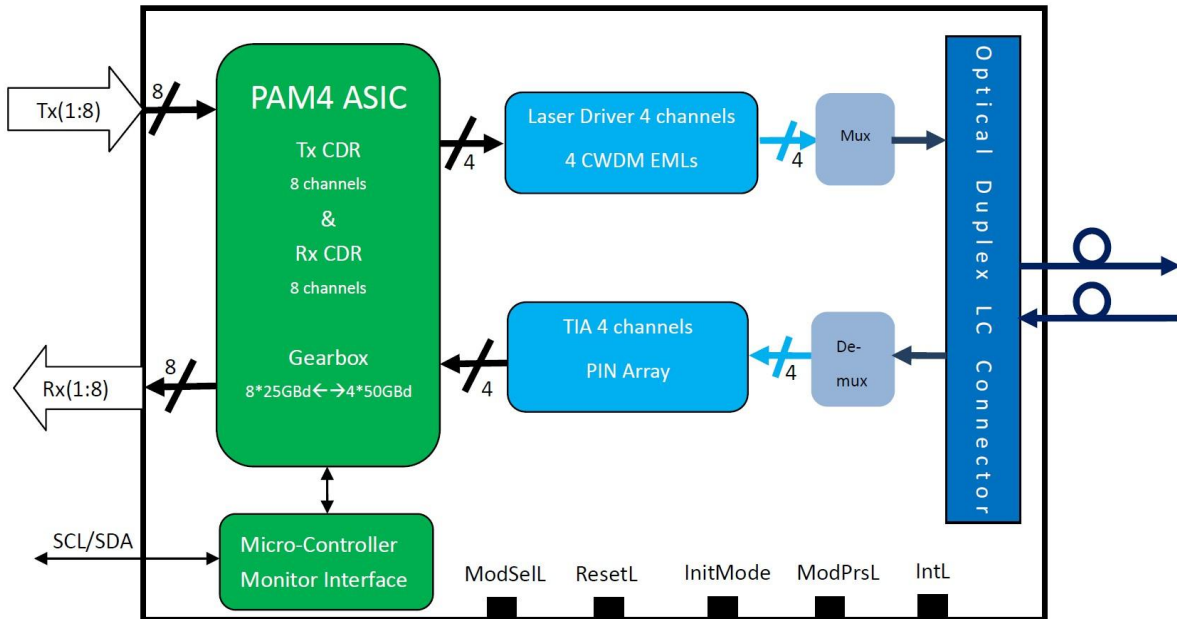 Tx(1:8)
8
PAM4 ASIC
Tx CDR
8 channels
&
Rx CDR
8 channels
Gearbox
8*25GBd←→4*50GBd
4
Laser Driver 4 channels
4 CWDM EMLs
4
Mux
Optical Duplex LC Connector
Rx(1:8)
8
4
TIA 4 channels
PIN Array
4
De-
mux
SCL/SDA
Micro-Controller
Monitor Interface
ModSelL
ResetL
InitMode
ModPrsL
IntL